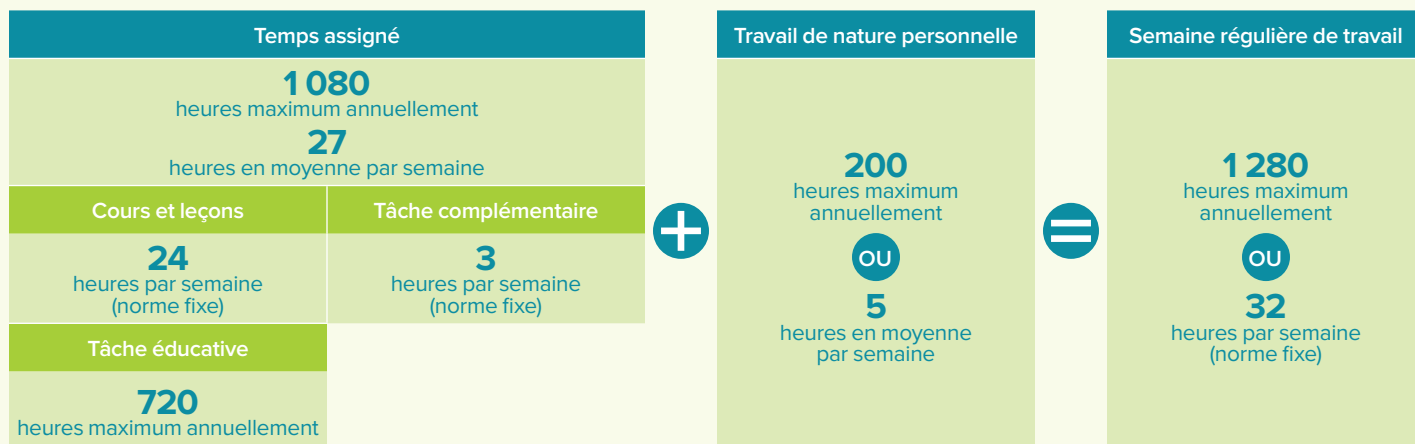 Temps assigné
1 080
heures maximum annuellement
27
heures en moyenne par semaine
Cours et leçons
24
heures par semaine
(norme fixe)
Tâche complémentaire
3
heures par semaine
(norme fixe)
Tâche éducative
720
heures maximum annuellement
+
Travail de nature personnelle
200
heures maximum
annuellement
OU
5
heures en moyenne
par semaine
=
Semaine régulière de travail
1 280
heures maximum
annuellement
OU
32
heures par semaine
(norme fixe)